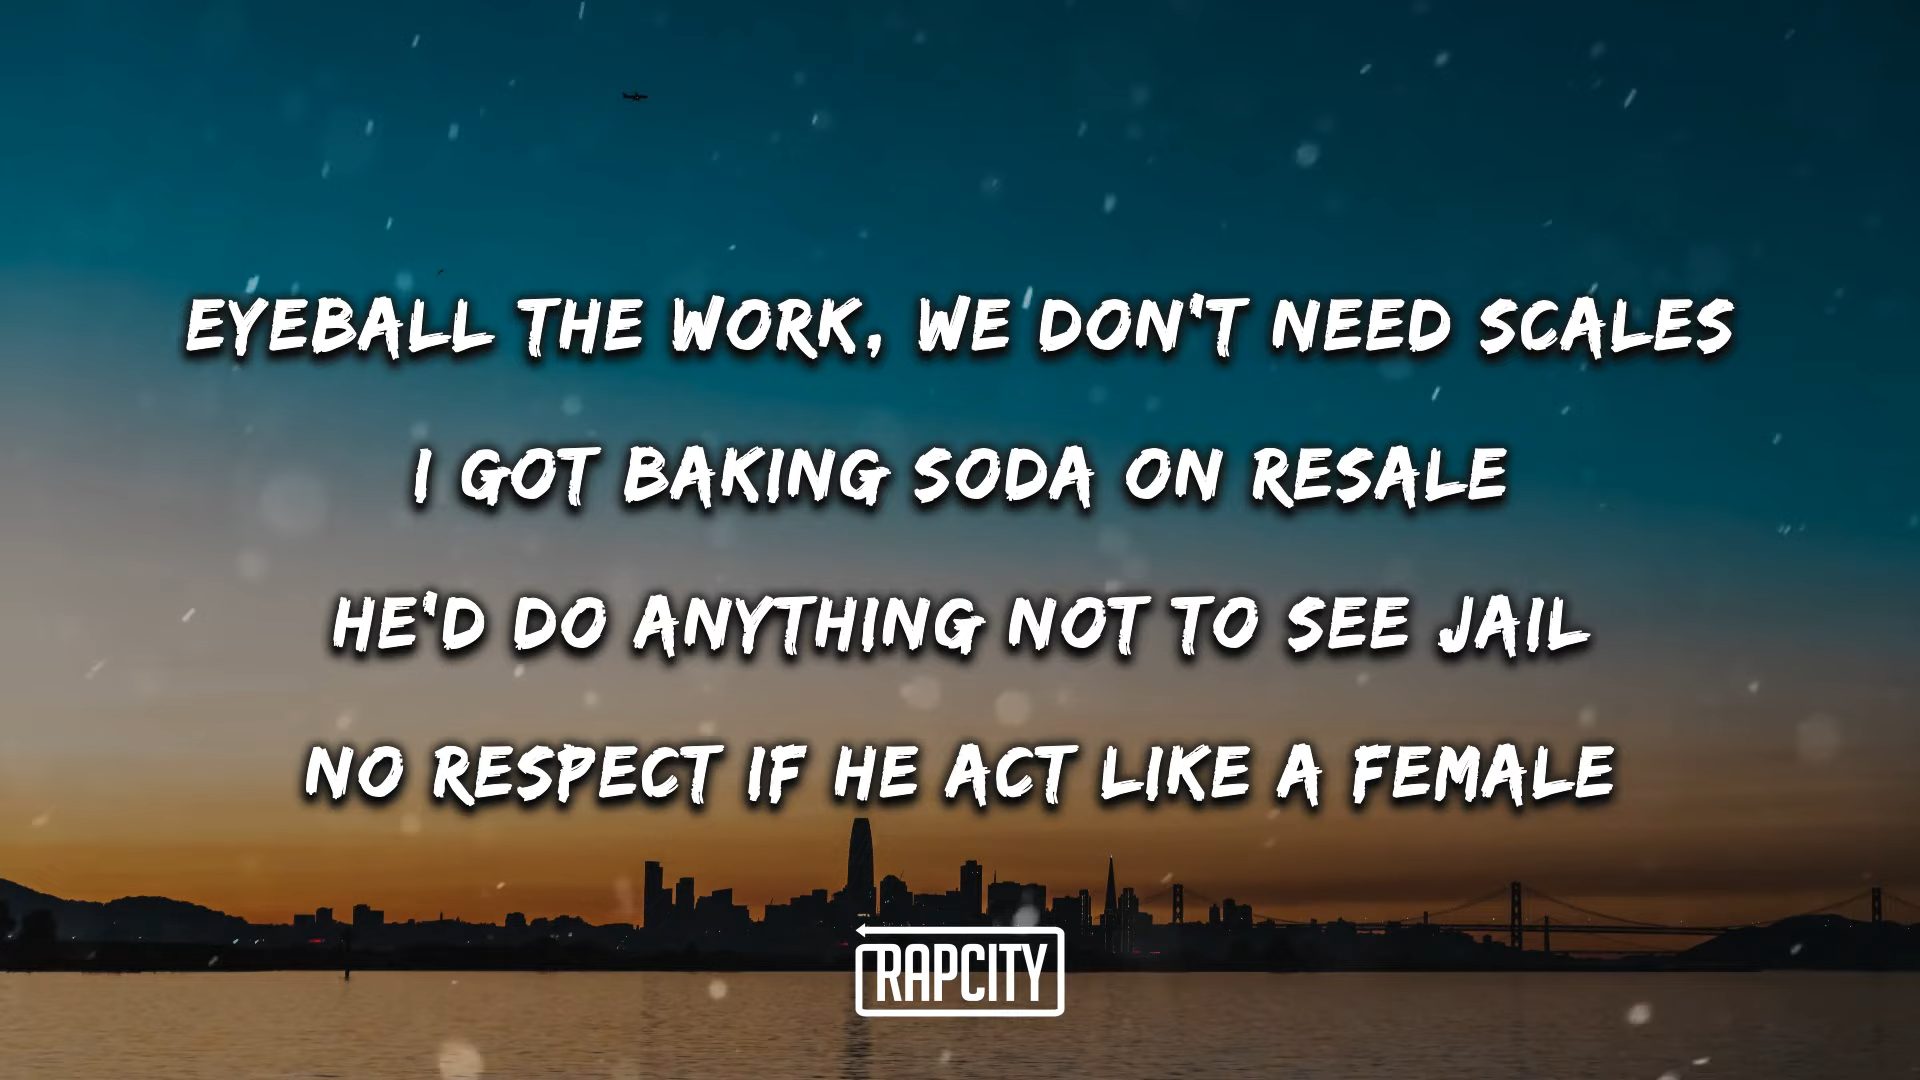 EYEBALL THE WORK, WE DON'T NEED SCALES
I GOT BAKING SODA ON RESALE
HE'D DO ANYTHING NOT TO SEE JAIL
NO RESPECT IF HE ACT LIKE A FEMALE
RAPCITY